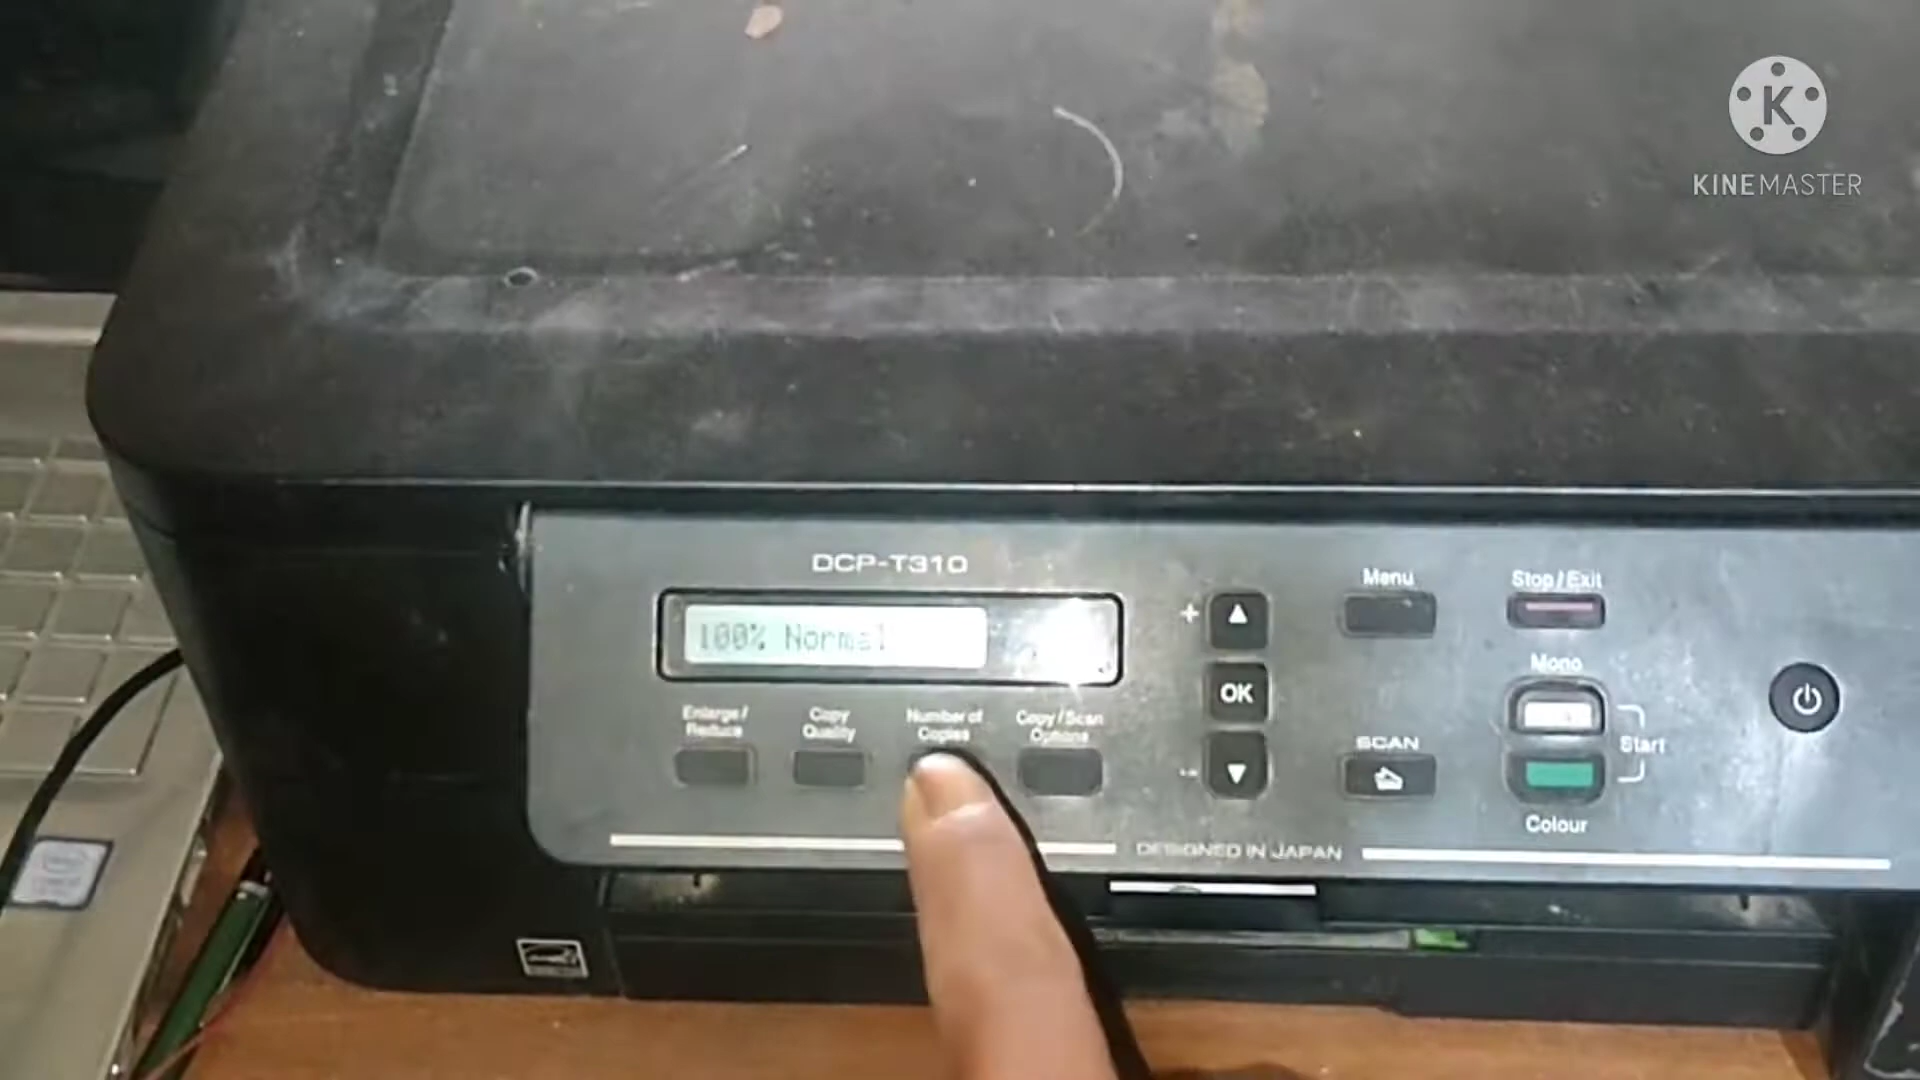 KINEMASTER
DCP-T310
100% Normal
Enlarge/
Reduce
Copy
Quality
Number of
Copies
Copy/Scan
Options
+
OK
-
Menu
SCAN
Stop/Exit
Mono
Start
Colour
DESIGNED IN JAPAN